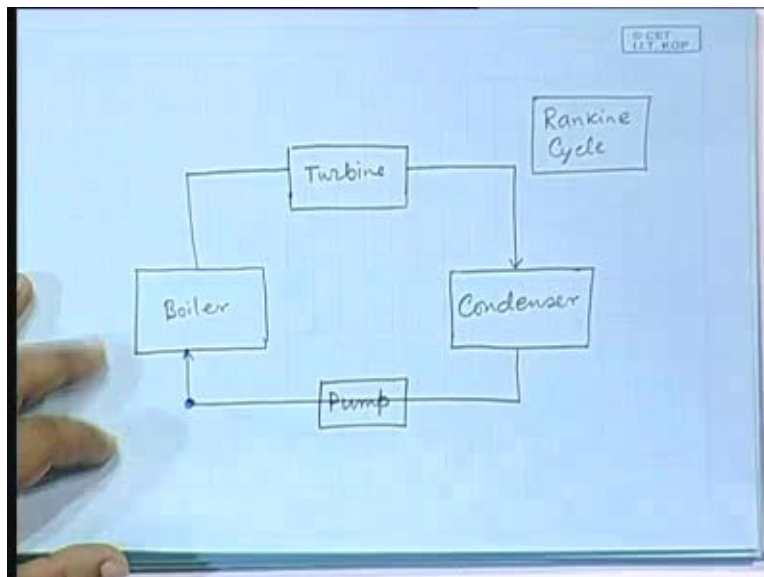 © CET
I.I.T. KGP
Rankine
Cycle
Turbine
Boiler
Condenser
Pump